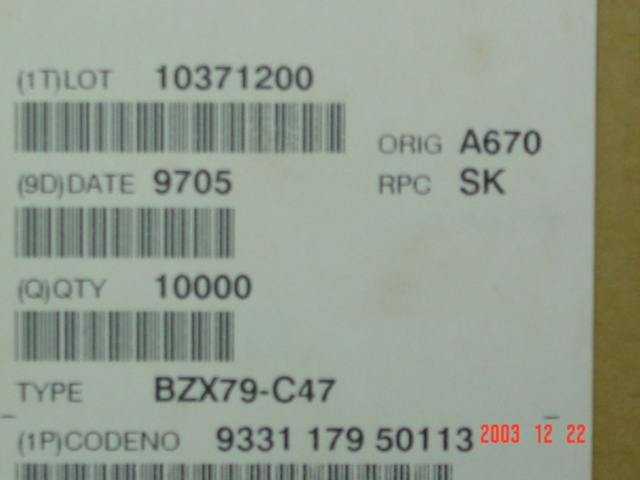 (1T)LOT 10371200
ORIG A670
(9D)DATE 9705
RPC SK
(Q)QTY 10000
TYPE BZX79-C47
(1P)CODENO 9331 179 50113
2003 12 22